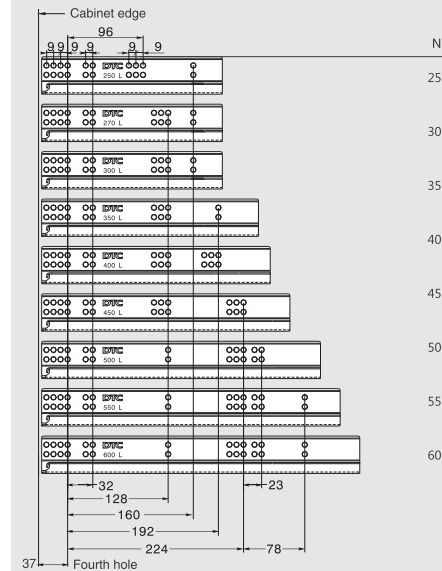 Cabinet edge
96
9 9 9 9 9 9
N
DTC
250 L
25
DTC
270 L
30
DTC
300 L
35
DTC
350 L
40
DTC
400 L
45
DTC
450 L
50
DTC
500 L
55
DTC
550 L
60
DTC
600 L
32
23
128
160
192
224
78
37
Fourth hole